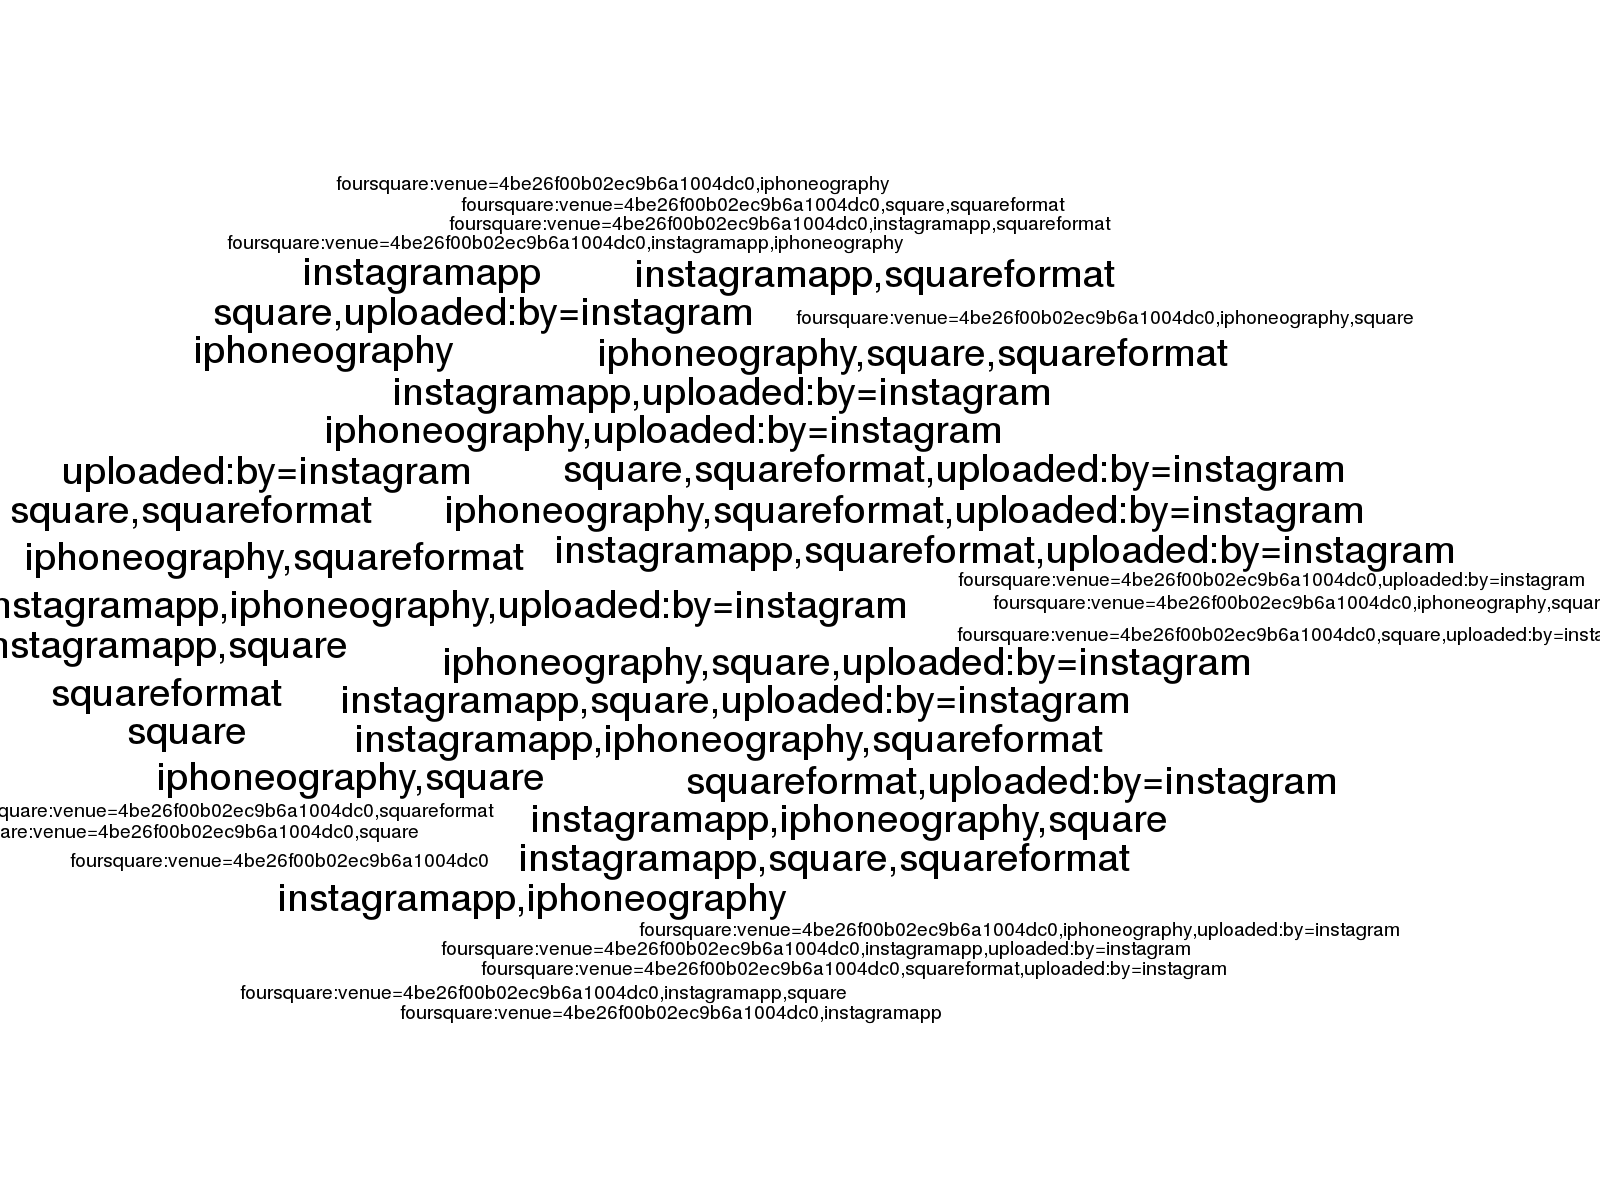 foursquare:venue=4be26f00b02ec9b6a1004dc0,iphoneography
foursquare:venue=4be26f00b02ec9b6a1004dc0,square,squareformat
foursquare:venue=4be26f00b02ec9b6a1004dc0,instagramapp,squareformat
foursquare:venue=4be26f00b02ec9b6a1004dc0,instagramapp,iphoneography
instagramapp
instagramapp,squareformat
square,uploaded:by=instagram
foursquare:venue=4be26f00b02ec9b6a1004dc0,iphoneography,square
iphoneography
iphoneography,square,squareformat
instagramapp,uploaded:by=instagram
iphoneography,uploaded:by=instagram
uploaded:by=instagram
square,squareformat,uploaded:by=instagram
square,squareformat
iphoneography,squareformat,uploaded:by=instagram
iphoneography,squareformat
instagramapp,squareformat,uploaded:by=instagram
foursquare:venue=4be26f00b02ec9b6a1004dc0,uploaded:by=instagram
nstagramapp,iphoneography,uploaded:by=instagram
foursquare:venue=4be26f00b02ec9b6a1004dc0,iphoneography,squar
foursquare:venue=4be26f00b02ec9b6a1004dc0,square,uploaded:by=insta
nstagramapp,square
iphoneography,square,uploaded:by=instagram
squareformat
instagramapp,square,uploaded:by=instagram
square
instagramapp,iphoneography,squareformat
iphoneography,square
squareformat,uploaded:by=instagram
quare:venue=4be26f00b02ec9b6a1004dc0,squareformat
instagramapp,iphoneography,square
are:venue=4be26f00b02ec9b6a1004dc0,square
foursquare:venue=4be26f00b02ec9b6a1004dc0
instagramapp,square,squareformat
instagramapp,iphoneography
foursquare:venue=4be26f00b02ec9b6a1004dc0,iphoneography,uploaded:by=instagram
foursquare:venue=4be26f00b02ec9b6a1004dc0,instagramapp,uploaded:by=instagram
foursquare:venue=4be26f00b02ec9b6a1004dc0,squareformat,uploaded:by=instagram
foursquare:venue=4be26f00b02ec9b6a1004dc0,instagramapp,square
foursquare:venue=4be26f00b02ec9b6a1004dc0,instagramapp